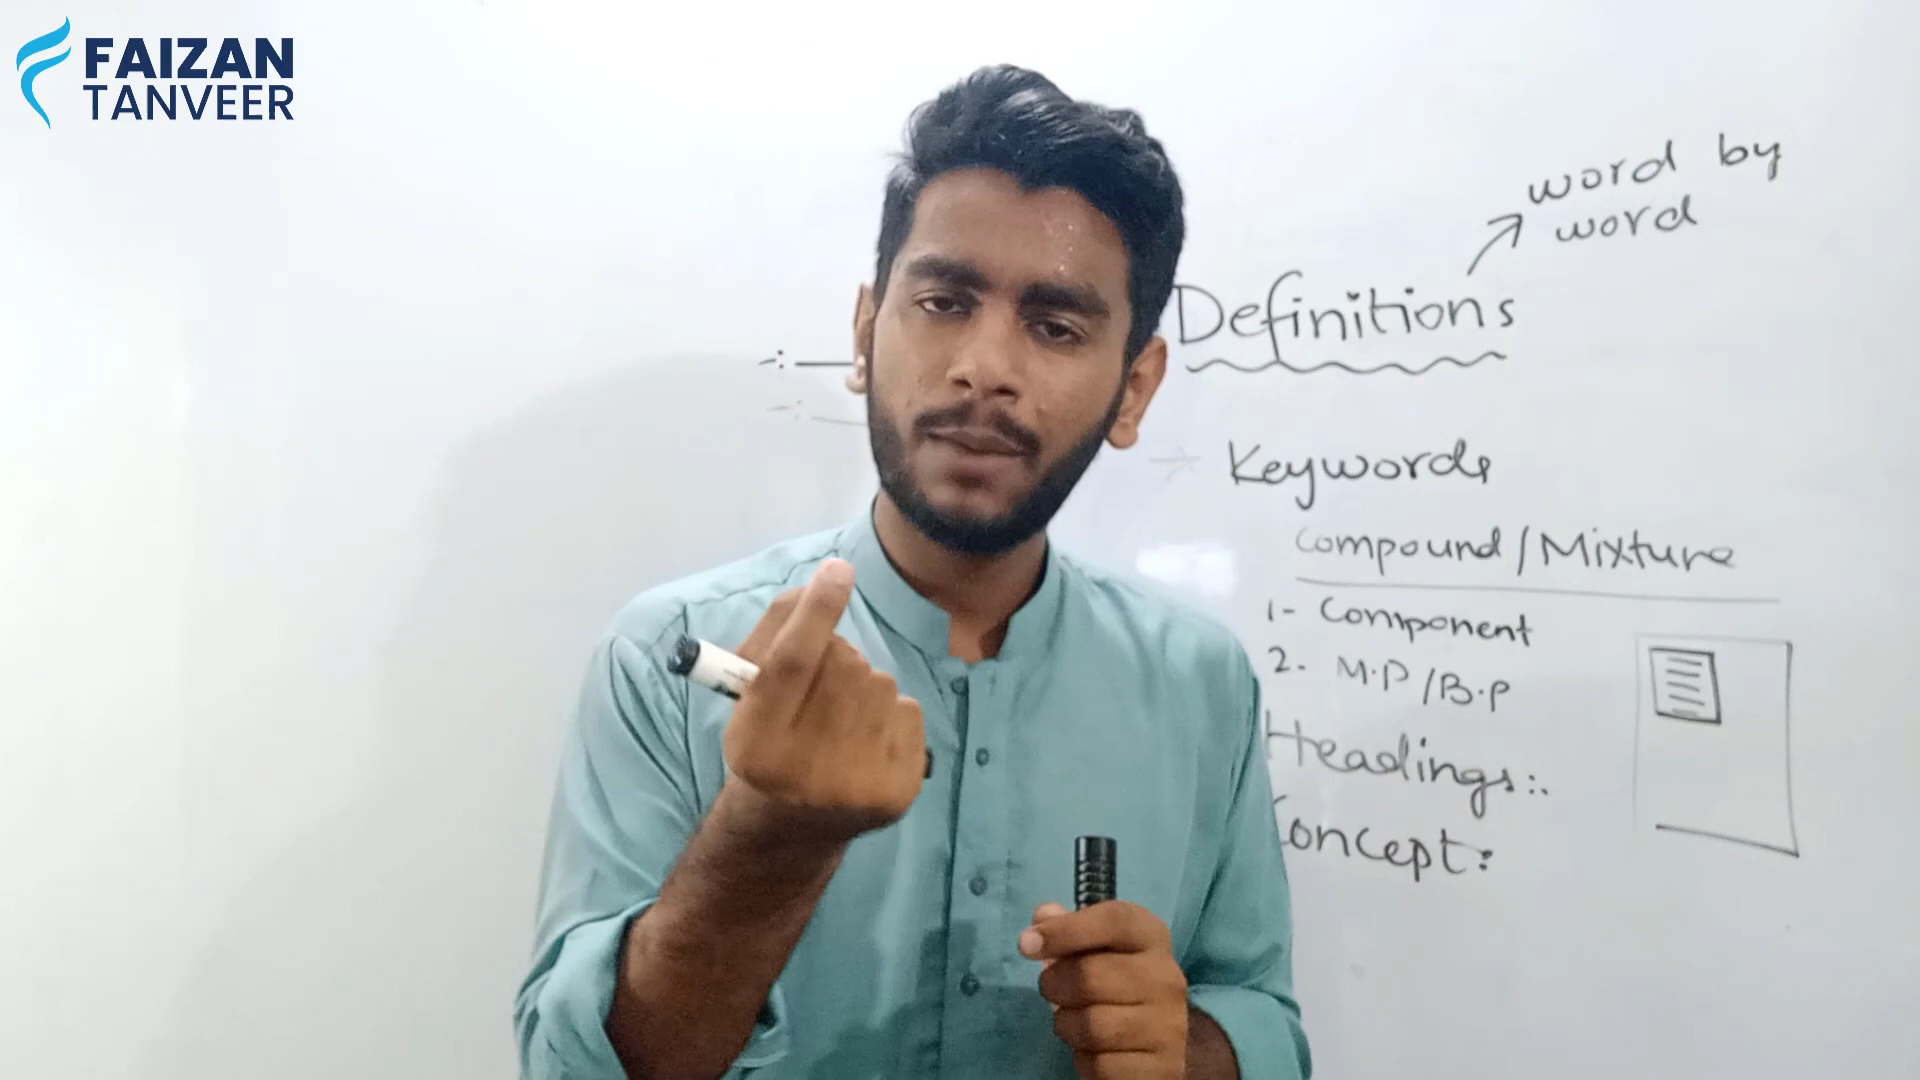 FAIZAN
TANVEER
word by
word
Definitions
Keywords
Compound / Mixture
1- Component
2. M.P / B.P
Headings:.
Concept: